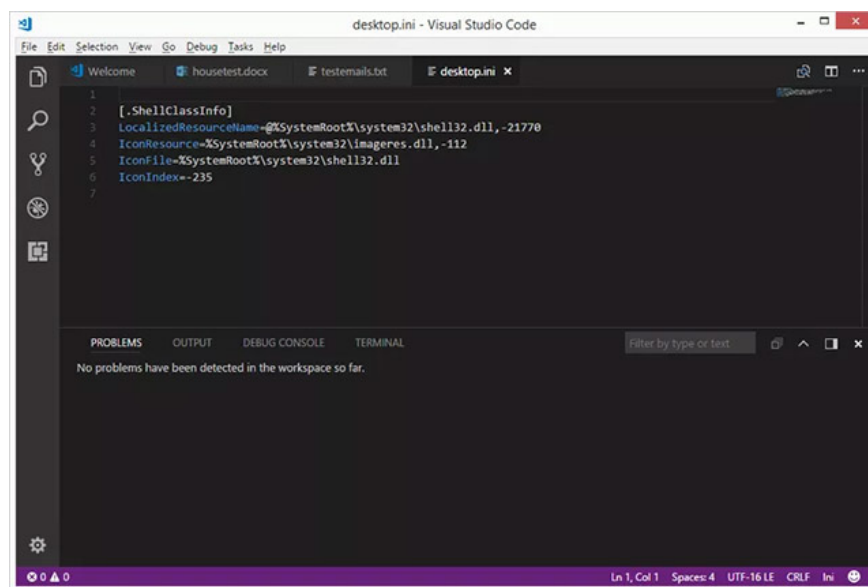 desktop.ini - Visual Studio Code
File Edit Selection View Go Debug Tasks Help
Welcome housetest.docx testemails.txt desktop.ini
1
2 [.ShellClassInfo]
3 LocalizedResourceName=@%SystemRoot%\system32\shell32.dll,-21770
4 IconResource=%SystemRoot%\system32\imageres.dll,-112
5 IconFile=%SystemRoot%\system32\shell32.dll
6 IconIndex=-235
7
PROBLEMS OUTPUT DEBUG CONSOLE TERMINAL Filter by type or text
No problems have been detected in the workspace so far.
0 0 Ln 1, Col 1 Spaces: 4 UTF-16 LE CRLF Ini